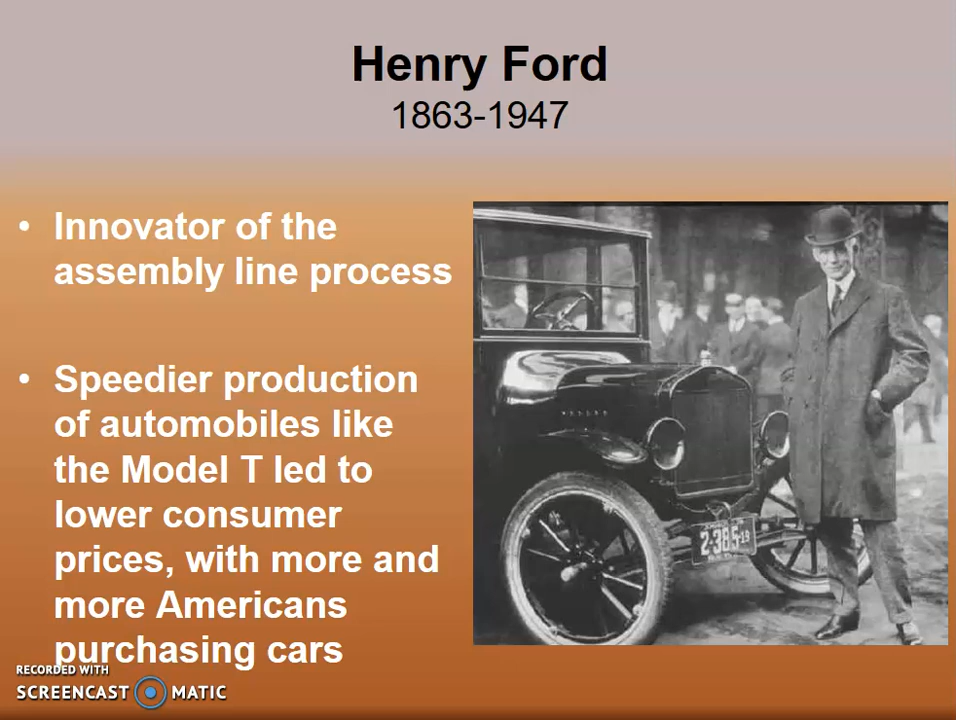 Henry Ford
1863-1947
• Innovator of the
assembly line process
• Speedier production
of automobiles like
the Model T led to
lower consumer
prices, with more and
more Americans
purchasing cars
RECORDED WITH
SCREENCAST MATIC